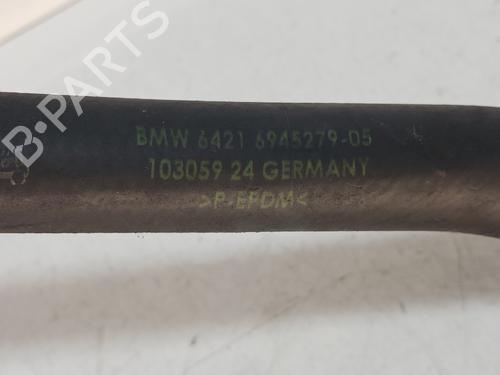 BMW 6421 6945279-05
103059 24 GERMANY
>P-EPDM<
B-PARTS